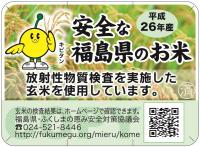 キビタン
平成
26年産
安全な
福島県のお米
放射性物質検査を実施した
玄米を使用しています。
玄米の検査結果は、ホームページで確認できます。
福島県・ふくしまの恵み安全対策協議会
☎024-521-8446
http://fukumegu.org/mieru/kome